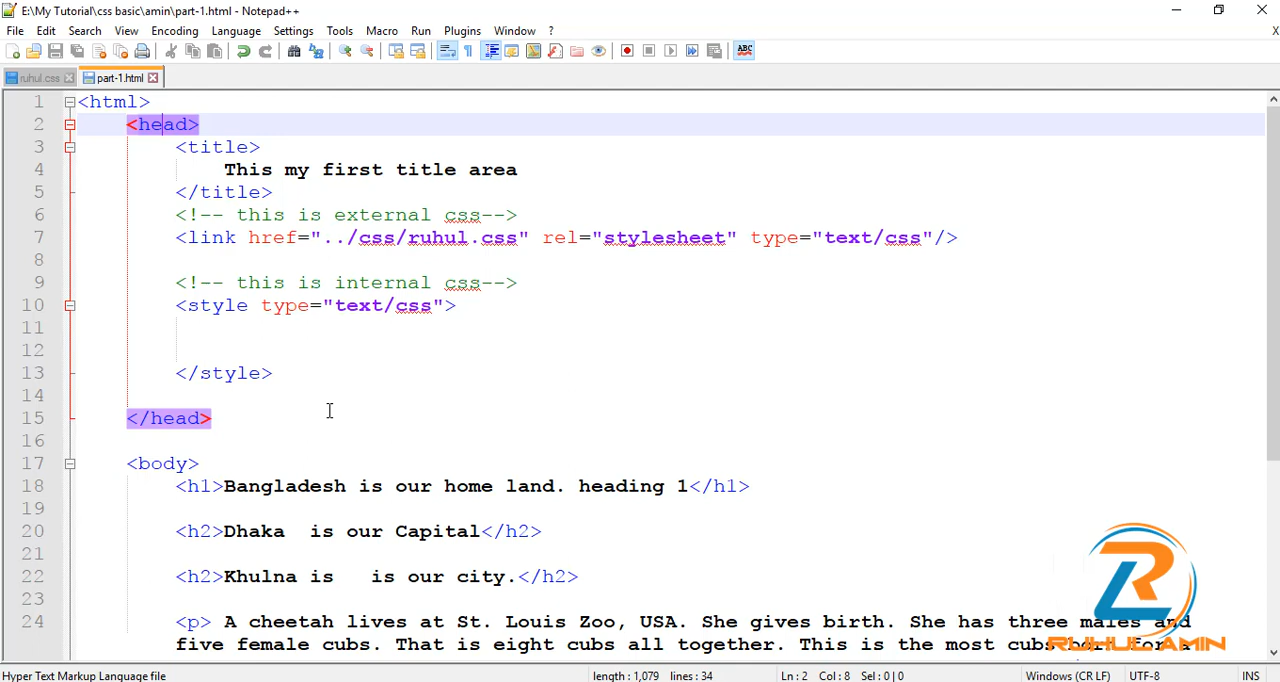 E:\My Tutorial\css basic\amin\part-1.html - Notepad++
File Edit Search View Encoding Language Settings Tools Macro Run Plugins Window ? X
ABC
ruhul.css part-1.html
1 <html>
2 <head>
3 <title>
4 This my first title area
5 </title>
6 <!-- this is external css-->
7 <link href="../css/ruhul.css" rel="stylesheet" type="text/css"/>
8
9 <!-- this is internal css-->
10 <style type="text/css">
11
12
13 </style>
14
15 </head>
16
17 <body>
18 <h1>Bangladesh is our home land. heading 1</h1>
19
20 <h2>Dhaka  is our Capital</h2>
21
22 <h2>Khulna is   is our city.</h2>
23
24 <p> A cheetah lives at St. Louis Zoo, USA. She gives birth. She has three males and
five female cubs. That is eight cubs all together. This is the most cubs for a
RUHUL AMIN
Hyper Text Markup Language file length : 1,079 lines : 34 Ln : 2 Col : 8 Sel : 0 | 0 Windows (CR LF) UTF-8 INS